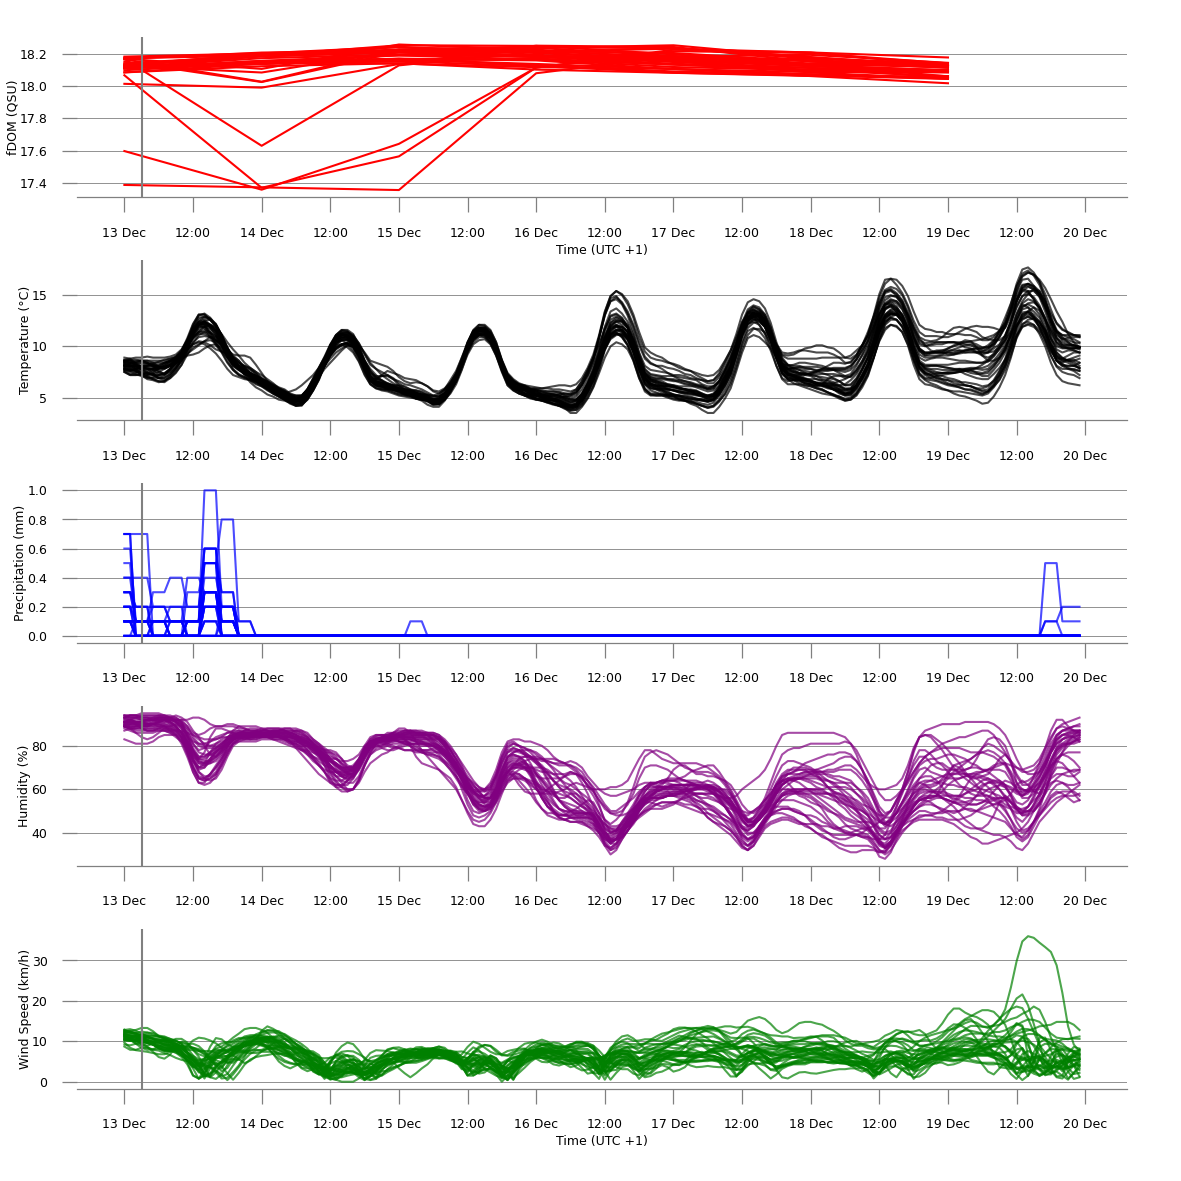 fDOM (QSU)
18.2
18.0
17.8
17.6
17.4
13 Dec 12:00 14 Dec 12:00 15 Dec 12:00 16 Dec 12:00 17 Dec 12:00 18 Dec 12:00 19 Dec 12:00 20 Dec
Time (UTC +1)
Temperature (°C)
15
10
5
13 Dec 12:00 14 Dec 12:00 15 Dec 12:00 16 Dec 12:00 17 Dec 12:00 18 Dec 12:00 19 Dec 12:00 20 Dec
Precipitation (mm)
1.0
0.8
0.6
0.4
0.2
0.0
13 Dec 12:00 14 Dec 12:00 15 Dec 12:00 16 Dec 12:00 17 Dec 12:00 18 Dec 12:00 19 Dec 12:00 20 Dec
Humidity (%)
80
60
40
13 Dec 12:00 14 Dec 12:00 15 Dec 12:00 16 Dec 12:00 17 Dec 12:00 18 Dec 12:00 19 Dec 12:00 20 Dec
Wind Speed (km/h)
30
20
10
0
13 Dec 12:00 14 Dec 12:00 15 Dec 12:00 16 Dec 12:00 17 Dec 12:00 18 Dec 12:00 19 Dec 12:00 20 Dec
Time (UTC +1)